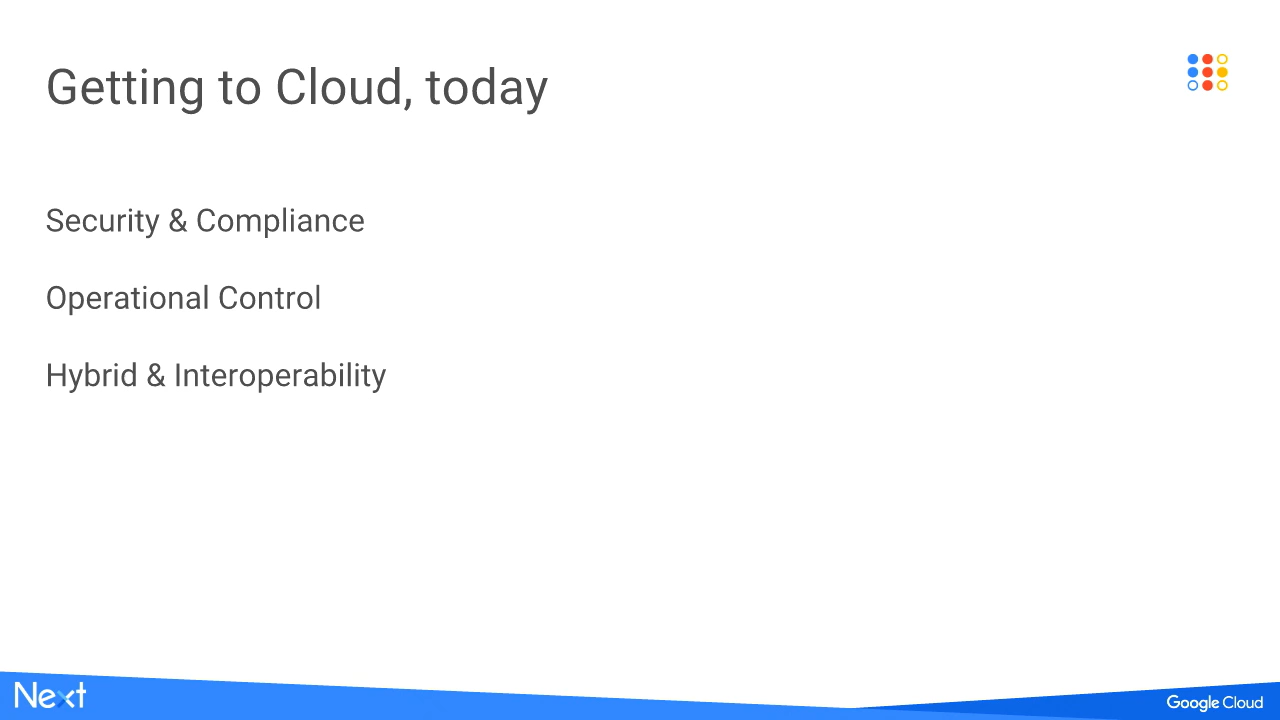 Getting to Cloud, today
Security & Compliance
Operational Control
Hybrid & Interoperability
Next
Google Cloud